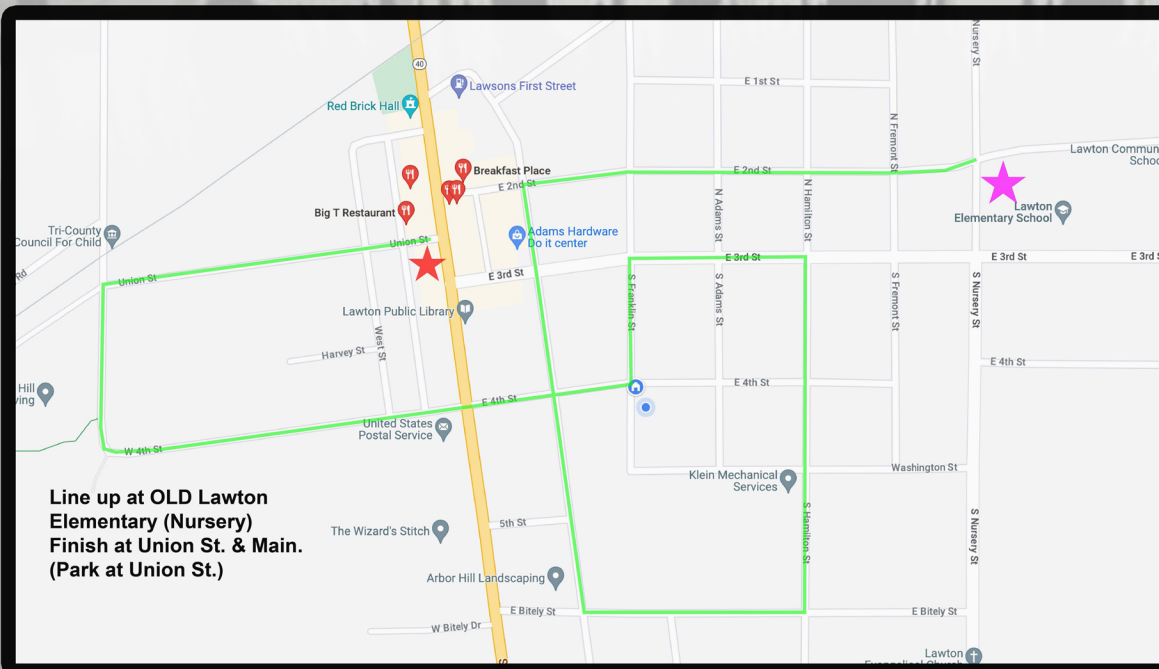 Nursery St
40
E 1st St
Lawsons First Street
Red Brick Hall
N Fremont St
Lawton Commun
Schoo
Breakfast Place
E 2nd St
E 2nd St
N Adams St
N Hamilton St
Big T Restaurant
Lawton
Elementary School
Tri-County
Council For Child
Adams Hardware
Do it center
Union St
Union St
Rd
E 3rd St
E 3rd St
E 3rd St
E 3rd S
S Franklin St
S Adams St
S Fremont St
S Nursery St
Lawton Public Library
West St
Harvey St
E 4th St
E 4th St
E 4th St
Hill
ving
United States
Postal Service
W 4th St
Washington St
Klein Mechanical
Services
Line up at OLD Lawton
Elementary (Nursery)
Finish at Union St. & Main.
(Park at Union St.)
The Wizard's Stitch
5th St
S Hamilton St
S Nursery St
Arbor Hill Landscaping
E Bitely St
E Bitely St
W Bitely Dr
Lawton
Evangelical Church